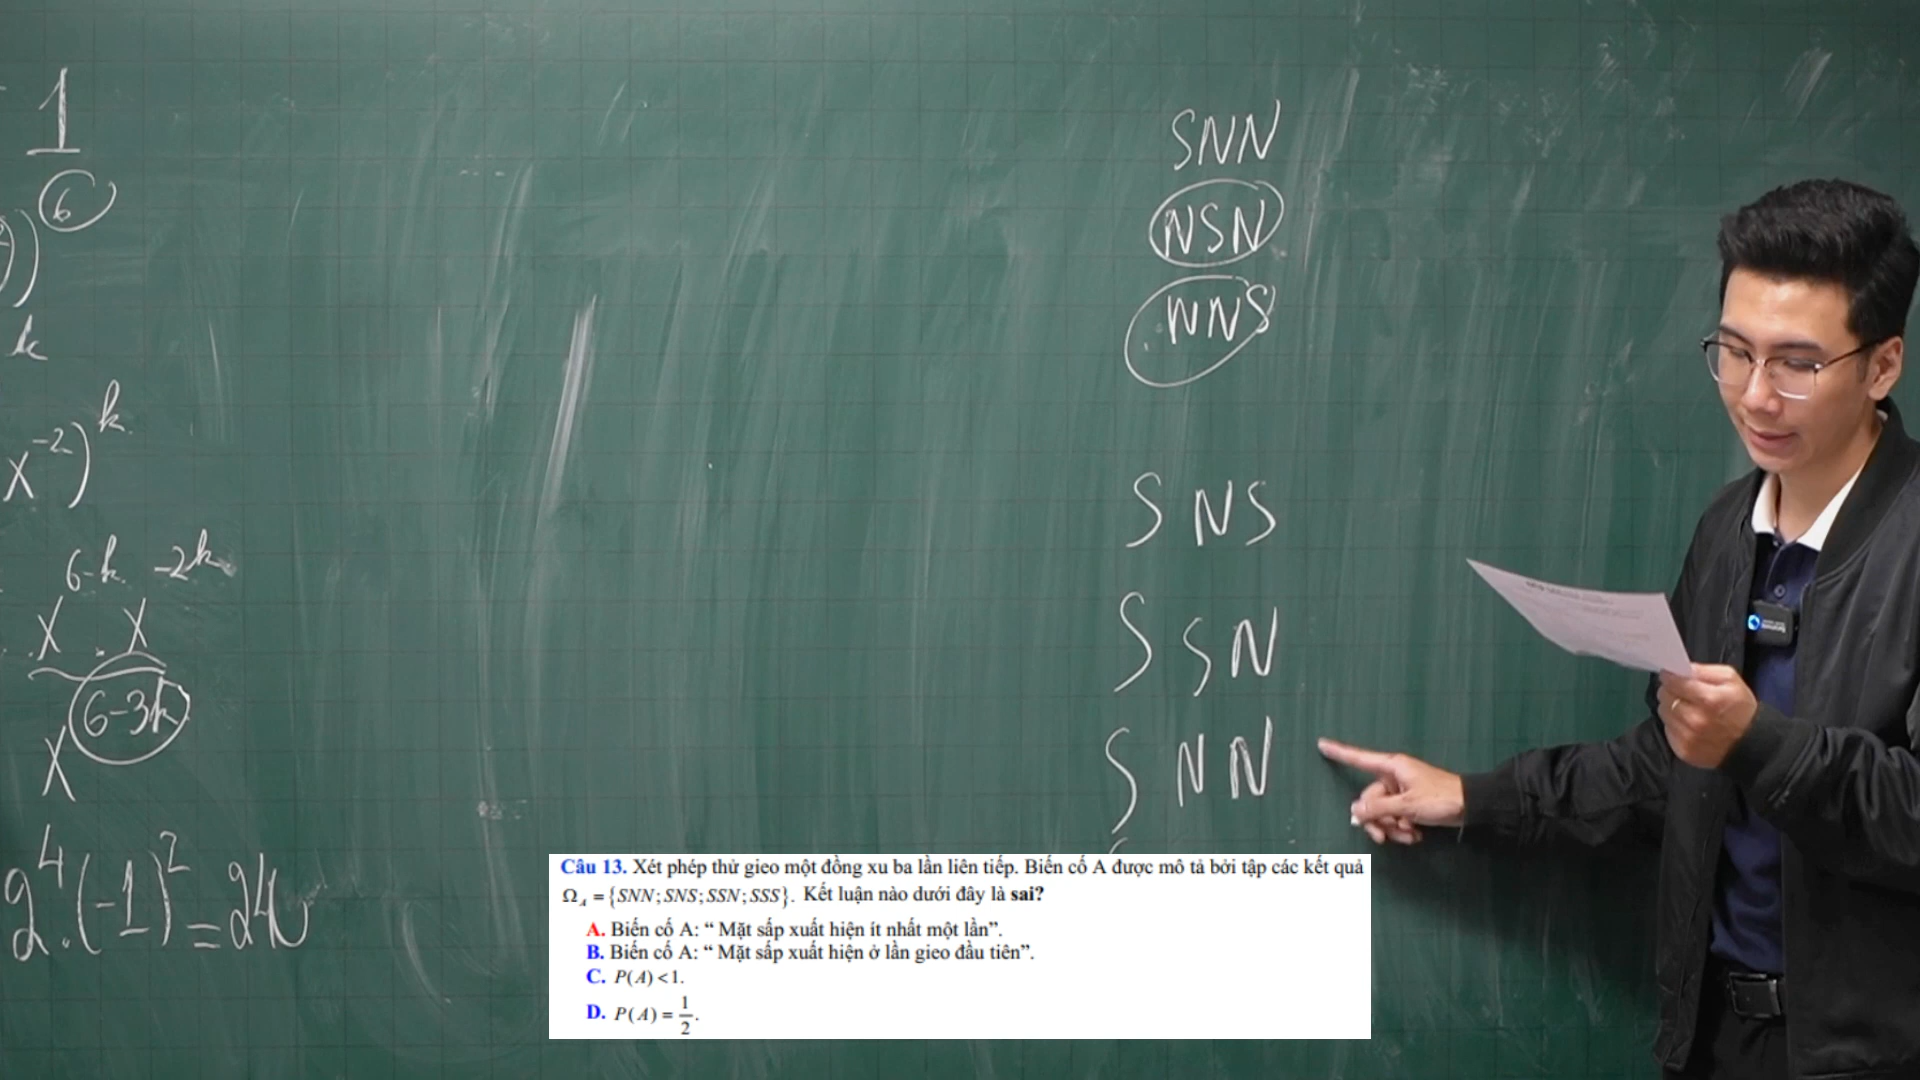 1
6
)
k
x^-2)^k
6-k -2k
. x . x
6-3k
x
2^4.(-1)^2=24
SNN
NSN
NNS
S N S
S S N
S N N
Câu 13. Xét phép thử gieo một đồng xu ba lần liên tiếp. Biến cố A được mô tả bởi tập các kết quả
Ω_A = {SNN; SNS; SSN; SSS}. Kết luận nào dưới đây là sai?
A. Biến cố A: “ Mặt sấp xuất hiện ít nhất một lần”.
B. Biến cố A: “ Mặt sấp xuất hiện ở lần gieo đầu tiên”.
C. P(A) < 1.
D. P(A) = 1/2.